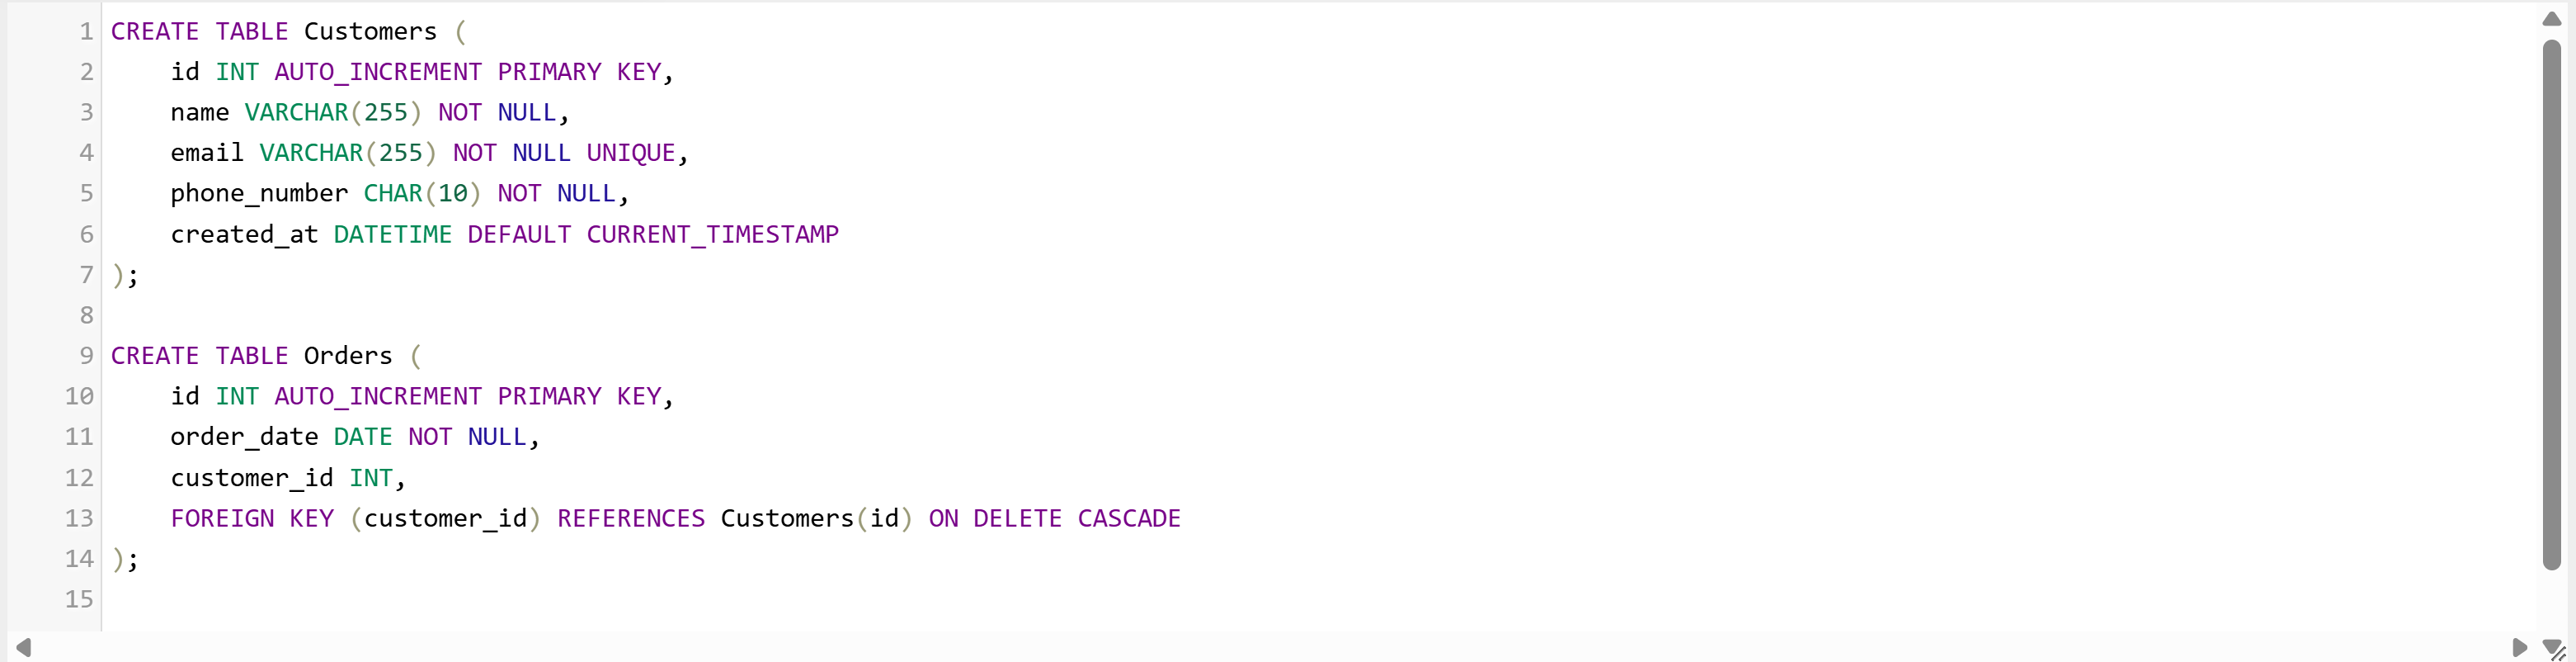 1 CREATE TABLE Customers (
2     id INT AUTO_INCREMENT PRIMARY KEY,
3     name VARCHAR(255) NOT NULL,
4     email VARCHAR(255) NOT NULL UNIQUE,
5     phone_number CHAR(10) NOT NULL,
6     created_at DATETIME DEFAULT CURRENT_TIMESTAMP
7 );
8
9 CREATE TABLE Orders (
10     id INT AUTO_INCREMENT PRIMARY KEY,
11     order_date DATE NOT NULL,
12     customer_id INT,
13     FOREIGN KEY (customer_id) REFERENCES Customers(id) ON DELETE CASCADE
14 );
15